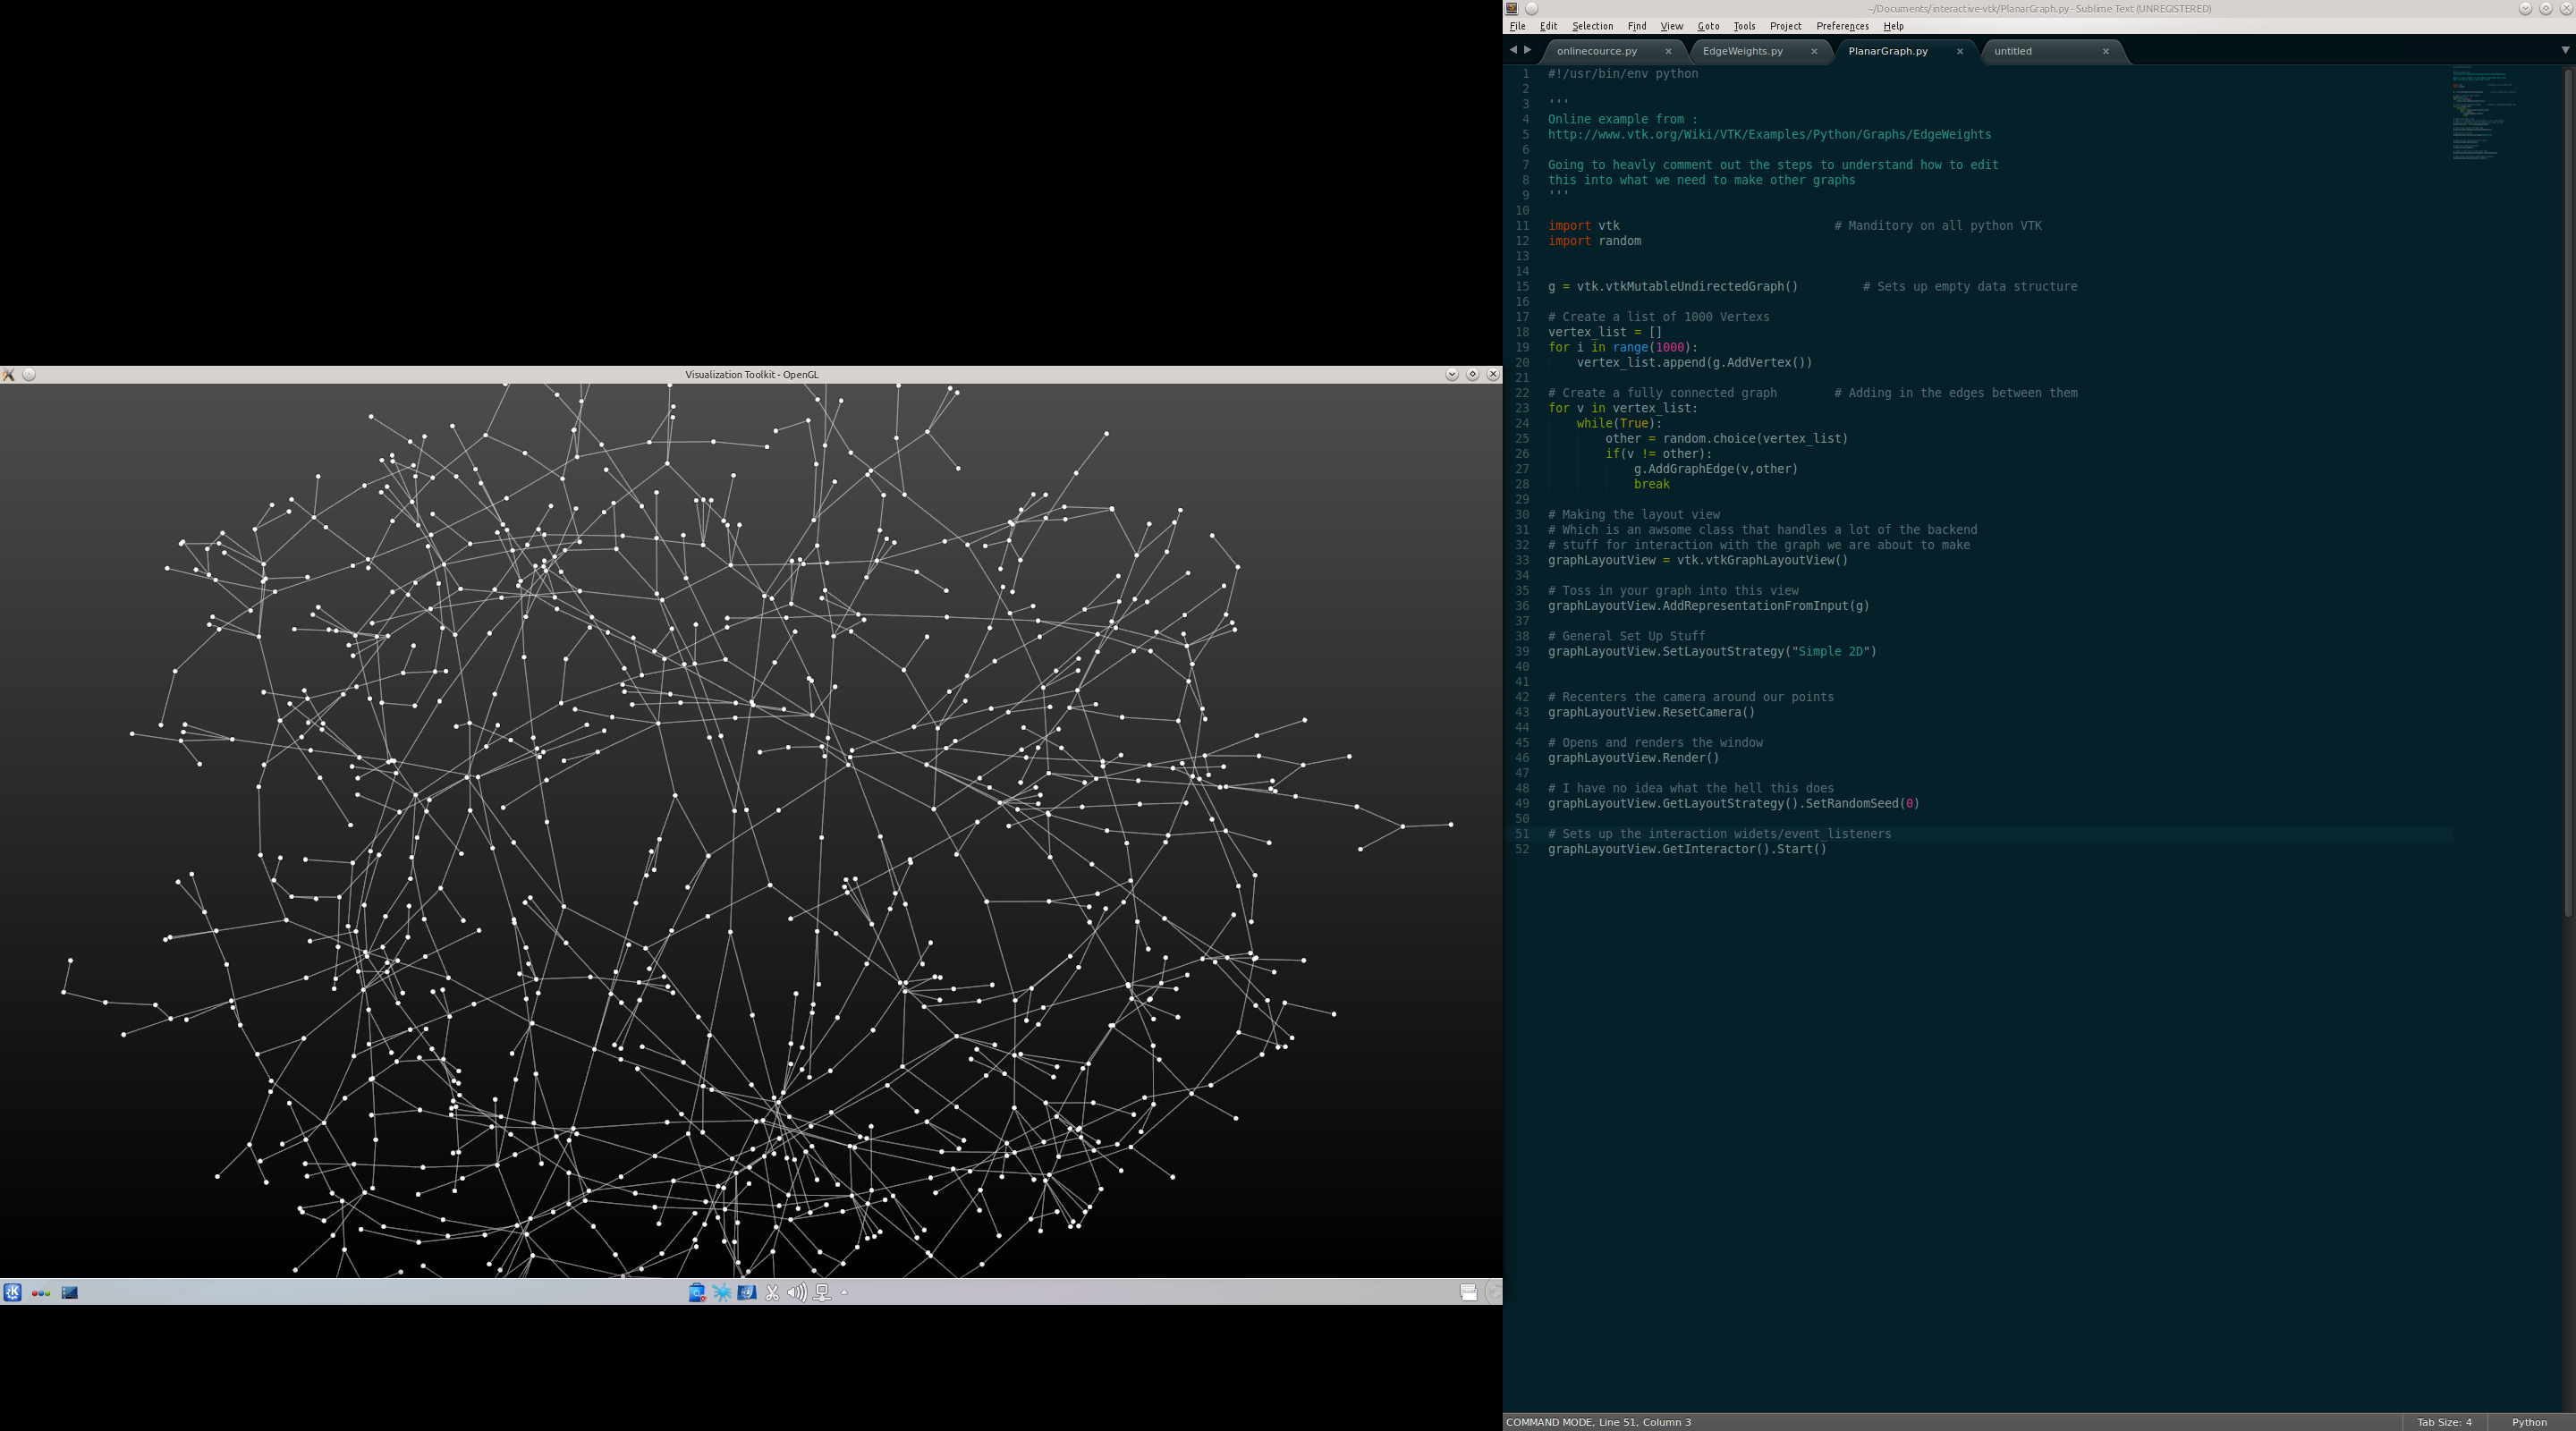 Visualization Toolkit - OpenGL
~/Documents/interactive-vtk/PlanarGraph.py - Sublime Text (UNREGISTERED)
File Edit Selection Find View Goto Tools Project Preferences Help
onlinecource.py EdgeWeights.py PlanarGraph.py untitled
1 #!/usr/bin/env python
2
3 '''
4 Online example from :
5 http://www.vtk.org/Wiki/VTK/Examples/Python/Graphs/EdgeWeights
6
7 Going to heavly comment out the steps to understand how to edit
8 this into what we need to make other graphs
9 '''
10
11 import vtk # Manditory on all python VTK
12 import random
13
14
15 g = vtk.vtkMutableUndirectedGraph() # Sets up empty data structure
16
17 # Create a list of 1000 Vertexs
18 vertex_list = []
19 for i in range(1000):
20 vertex_list.append(g.AddVertex())
21
22 # Create a fully connected graph # Adding in the edges between them
23 for v in vertex_list:
24 while(True):
25 other = random.choice(vertex_list)
26 if(v != other):
27 g.AddGraphEdge(v,other)
28 break
29
30 # Making the layout view
31 # Which is an awsome class that handles a lot of the backend
32 # stuff for interaction with the graph we are about to make
33 graphLayoutView = vtk.vtkGraphLayoutView()
34
35 # Toss in your graph into this view
36 graphLayoutView.AddRepresentationFromInput(g)
37
38 # General Set Up Stuff
39 graphLayoutView.SetLayoutStrategy("Simple 2D")
40
41
42 # Recenters the camera around our points
43 graphLayoutView.ResetCamera()
44
45 # Opens and renders the window
46 graphLayoutView.Render()
47
48 # I have no idea what the hell this does
49 graphLayoutView.GetLayoutStrategy().SetRandomSeed(0)
50
51 # Sets up the interaction widets/event_listeners
52 graphLayoutView.GetInteractor().Start()
COMMAND MODE, Line 51, Column 3 Tab Size: 4 Python